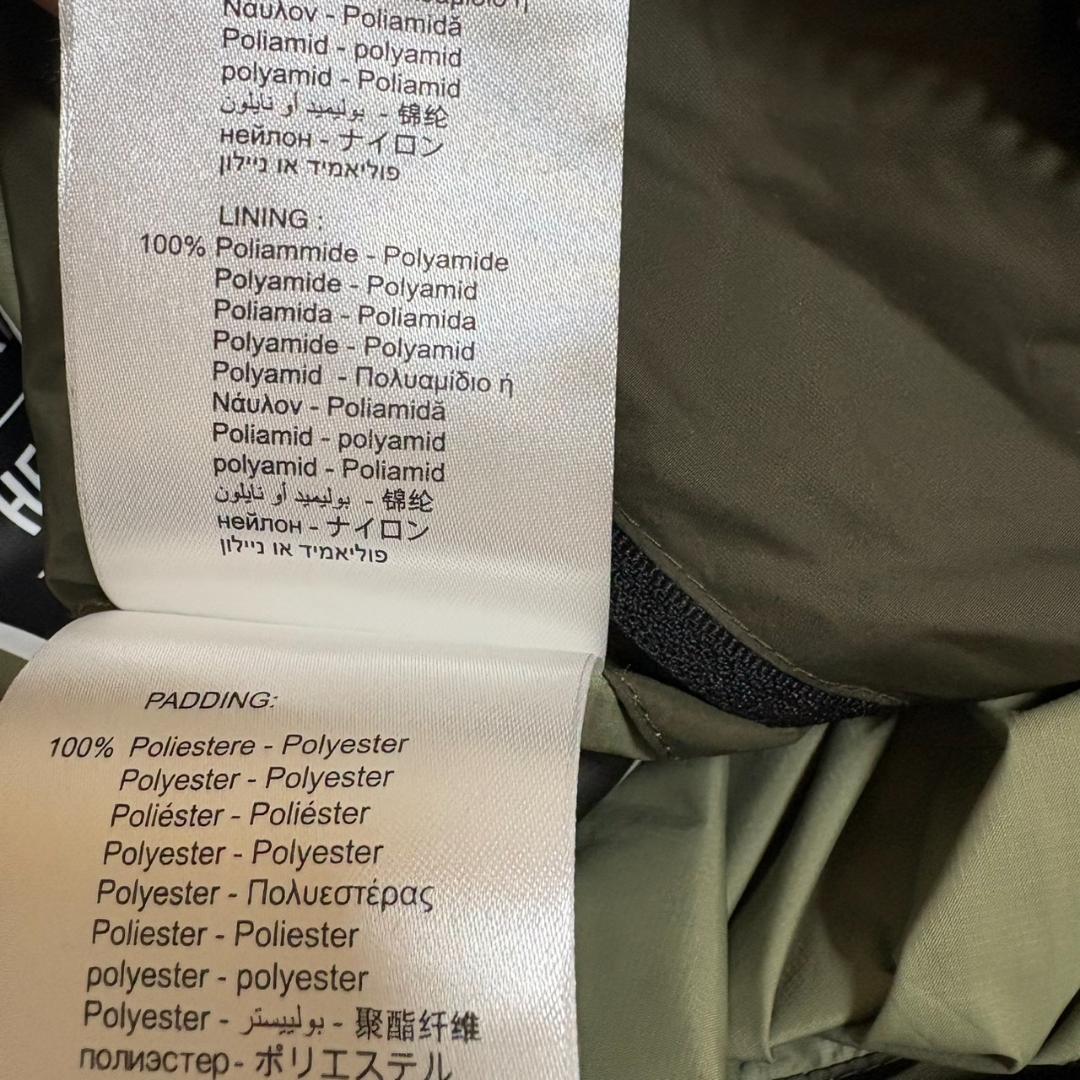 Νάυλον - Poliamidă
Poliamid - polyamid
polyamid - Poliamid
بوليميد أو نايلون - 锦纶
нейлон - ナイロン
פוליאמיד או ניילון
LINING :
100% Poliammide - Polyamide
Polyamide - Polyamid
Poliamida - Poliamida
Polyamide - Polyamid
Polyamid - Πολυαμίδιο ή
Νάυλον - Poliamidă
Poliamid - polyamid
polyamid - Poliamid
بوليميد أو نايلون - 锦纶
нейлон - ナイロン
פוליאמיד או ניילון
PADDING:
100% Poliestere - Polyester
Polyester - Polyester
Poliéster - Poliéster
Polyester - Polyester
Polyester - Πολυεστέρας
Poliester - Poliester
polyester - polyester
Polyester - بولييستر - 聚酯纤维
полиэстер- ポリエステル